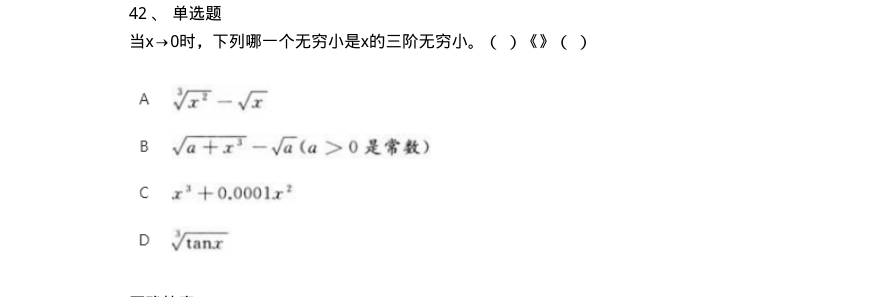 42 、 单选题
当x→0时，下列哪一个无穷小是x的三阶无穷小。（ ）《》（ ）
A ∛x² − √x
B √(a + x³) − √a (a > 0 是常数)
C x³ + 0.0001x²
D ∛tanx